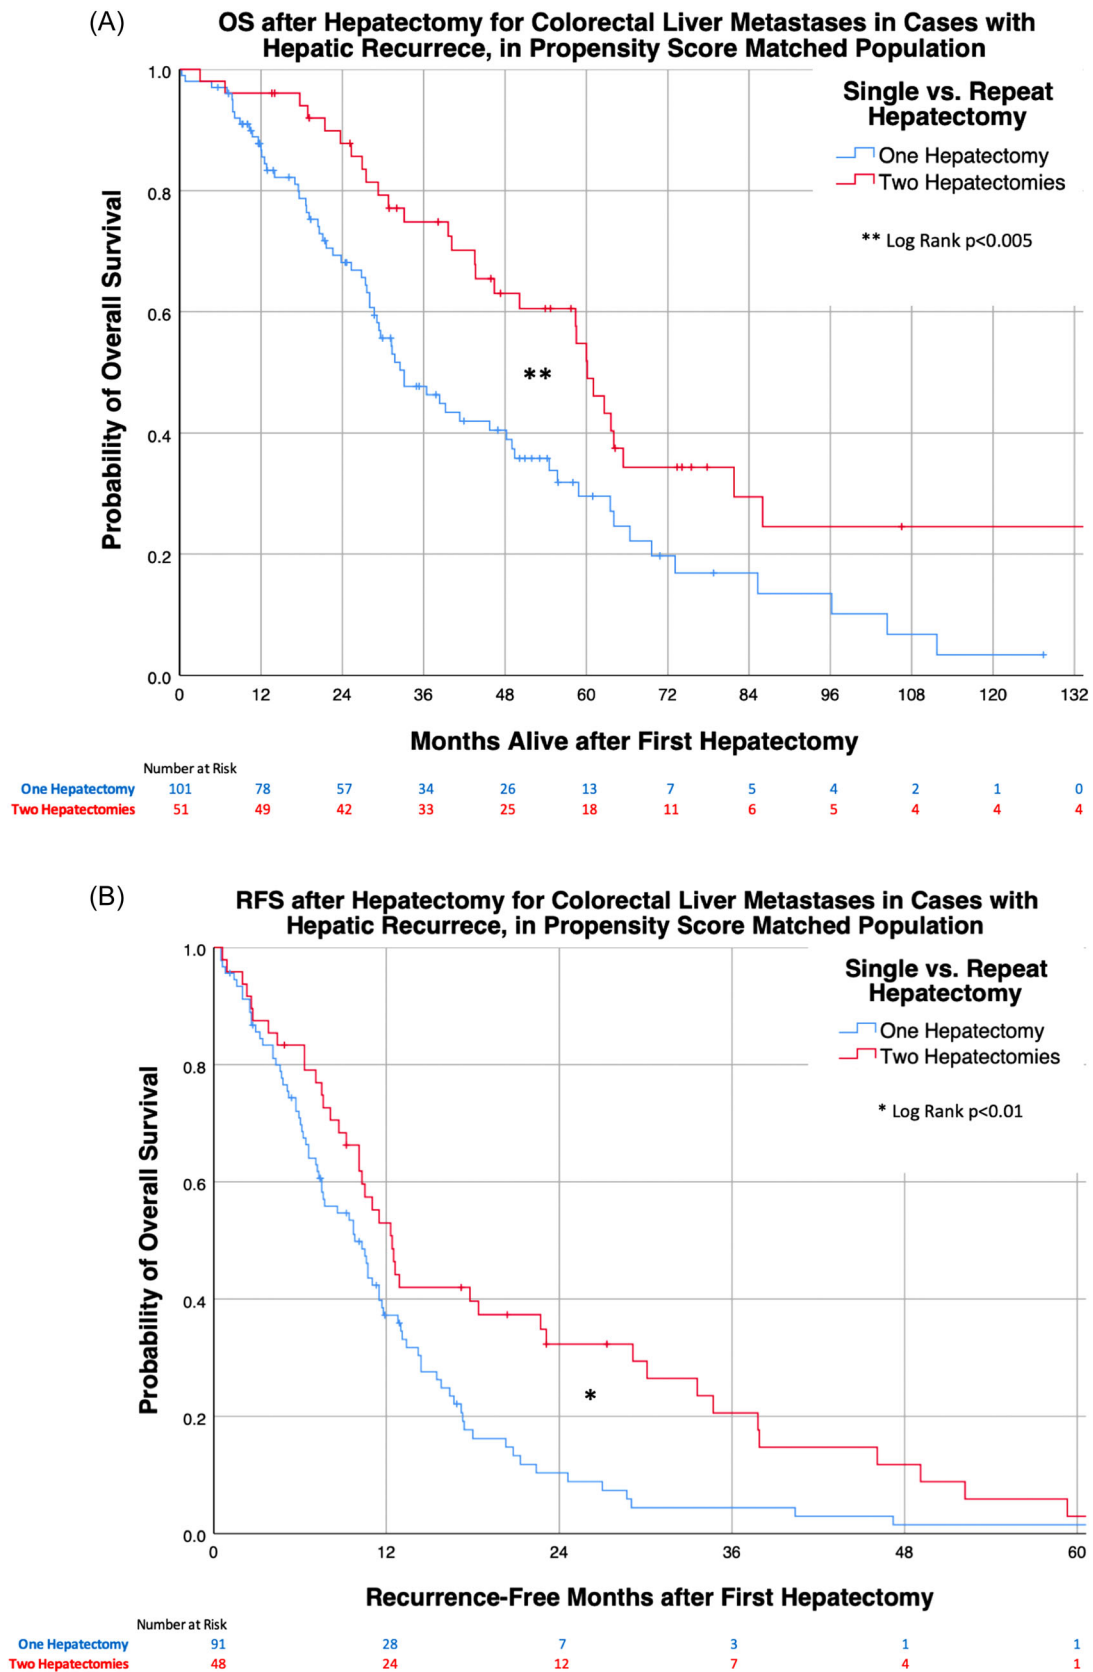 (A)
OS after Hepatectomy for Colorectal Liver Metastases in Cases with
Hepatic Recurrece, in Propensity Score Matched Population
Single vs. Repeat
Hepatectomy
One Hepatectomy
Two Hepatectomies
** Log Rank p<0.005
**
Probability of Overall Survival
1.0
0.8
0.6
0.4
0.2
0.0
0 12 24 36 48 60 72 84 96 108 120 132
Months Alive after First Hepatectomy
Number at Risk
One Hepatectomy 101 78 57 34 26 13 7 5 4 2 1 0
Two Hepatectomies 51 49 42 33 25 18 11 6 5 4 4 4
(B)
RFS after Hepatectomy for Colorectal Liver Metastases in Cases with
Hepatic Recurrece, in Propensity Score Matched Population
Single vs. Repeat
Hepatectomy
One Hepatectomy
Two Hepatectomies
* Log Rank p<0.01
*
Probability of Overall Survival
1.0
0.8
0.6
0.4
0.2
0.0
0 12 24 36 48 60
Recurrence-Free Months after First Hepatectomy
Number at Risk
One Hepatectomy 91 28 7 3 1 1
Two Hepatectomies 48 24 12 7 4 1